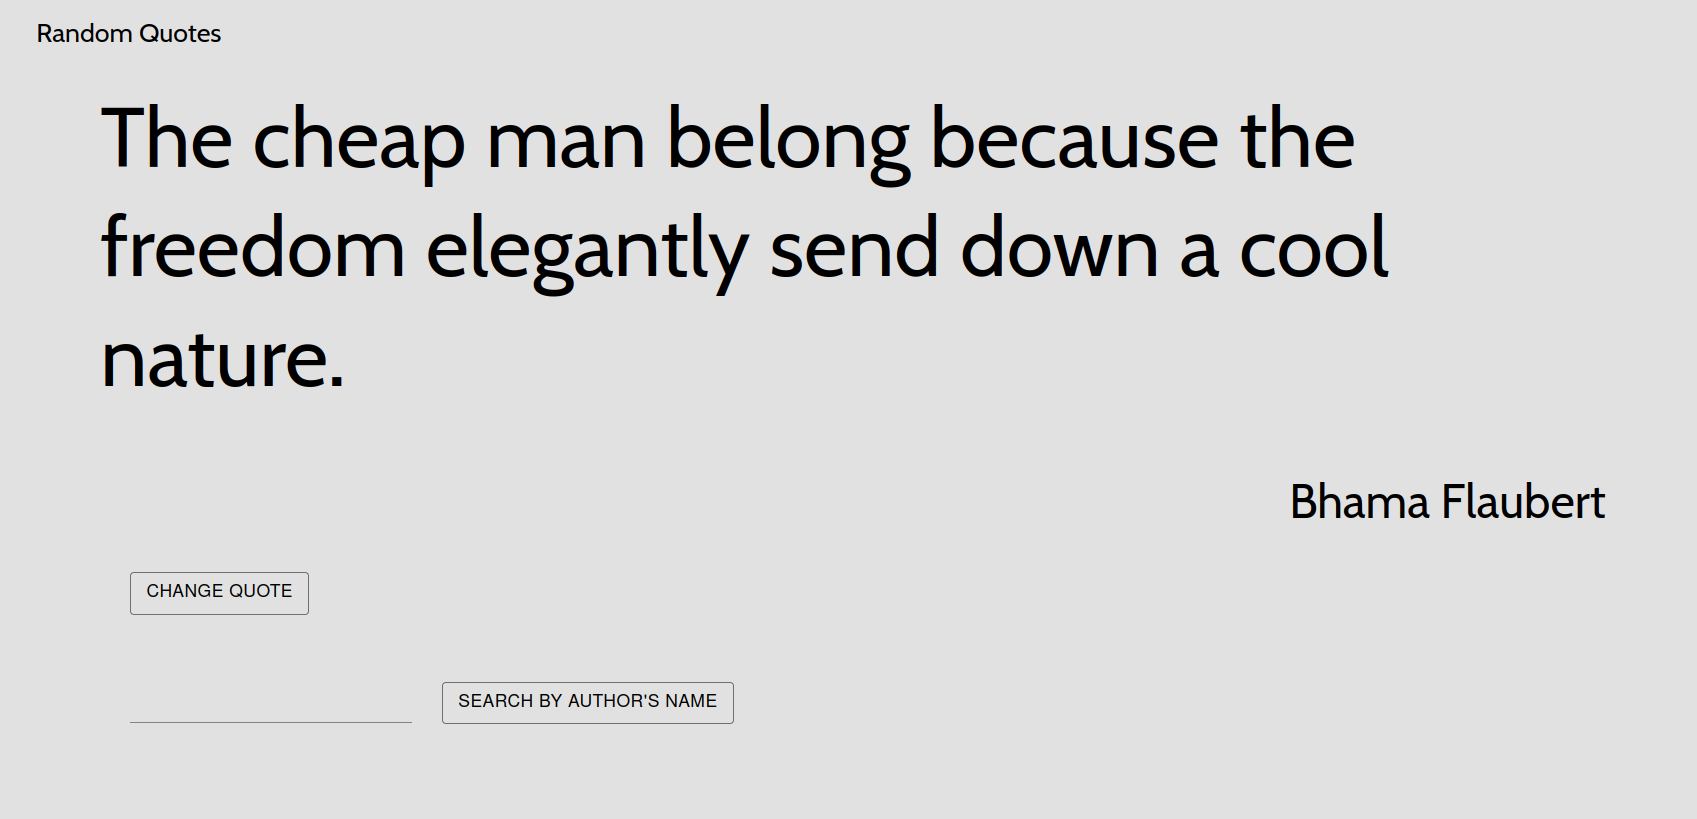 Random Quotes
The cheap man belong because the
freedom elegantly send down a cool
nature.
Bhama Flaubert
CHANGE QUOTE
SEARCH BY AUTHOR'S NAME